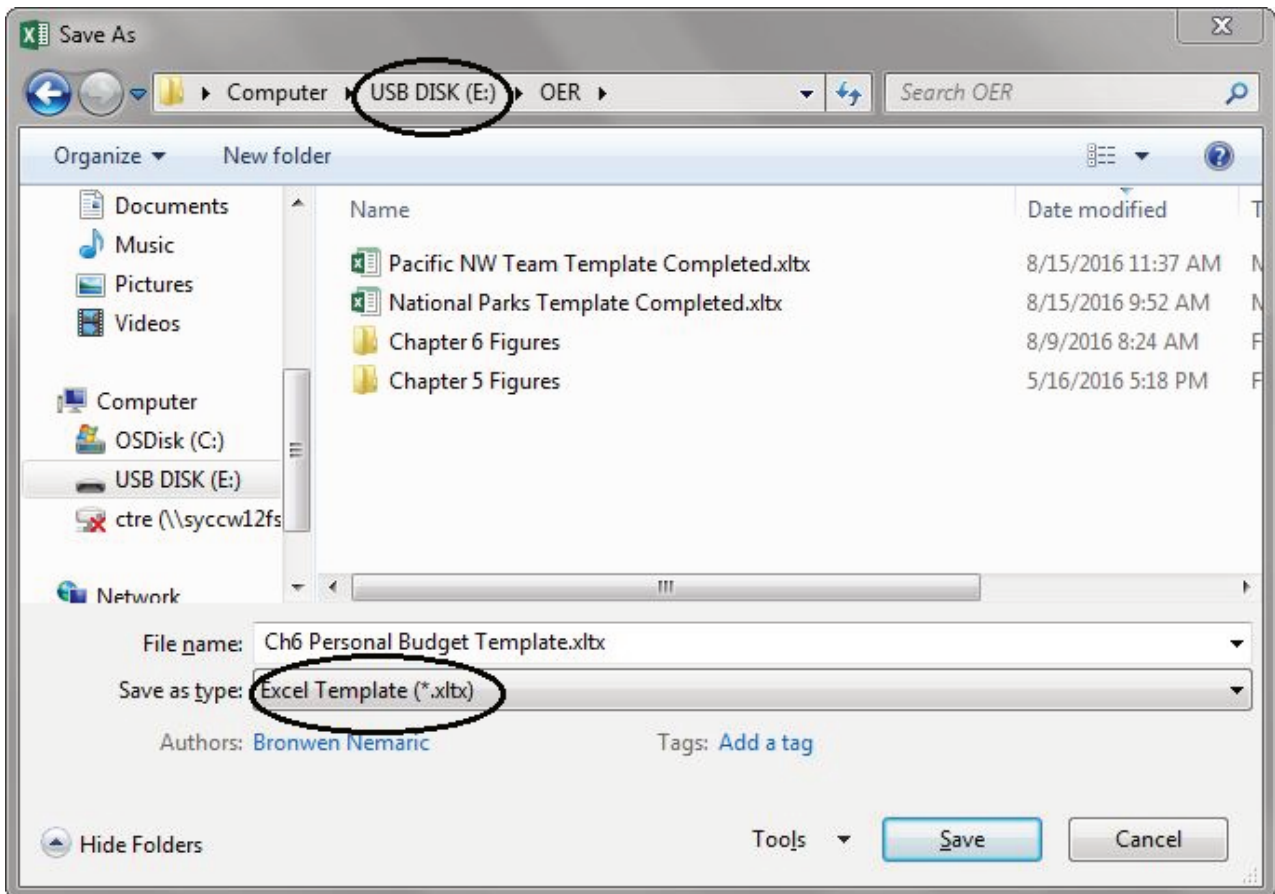 Save As
Computer USB DISK (E:) OER Search OER
Organize New folder
Documents
Music
Pictures
Videos
Computer
OSDisk (C:)
USB DISK (E:)
ctre (\\syccw12fs
Network
Name Date modified T
Pacific NW Team Template Completed.xltx 8/15/2016 11:37 AM M
National Parks Template Completed.xltx 8/15/2016 9:52 AM M
Chapter 6 Figures 8/9/2016 8:24 AM F
Chapter 5 Figures 5/16/2016 5:18 PM F
File name: Ch6 Personal Budget Template.xltx
Save as type: Excel Template (*.xltx)
Authors: Bronwen Nemaric Tags: Add a tag
Hide Folders Tools Save Cancel